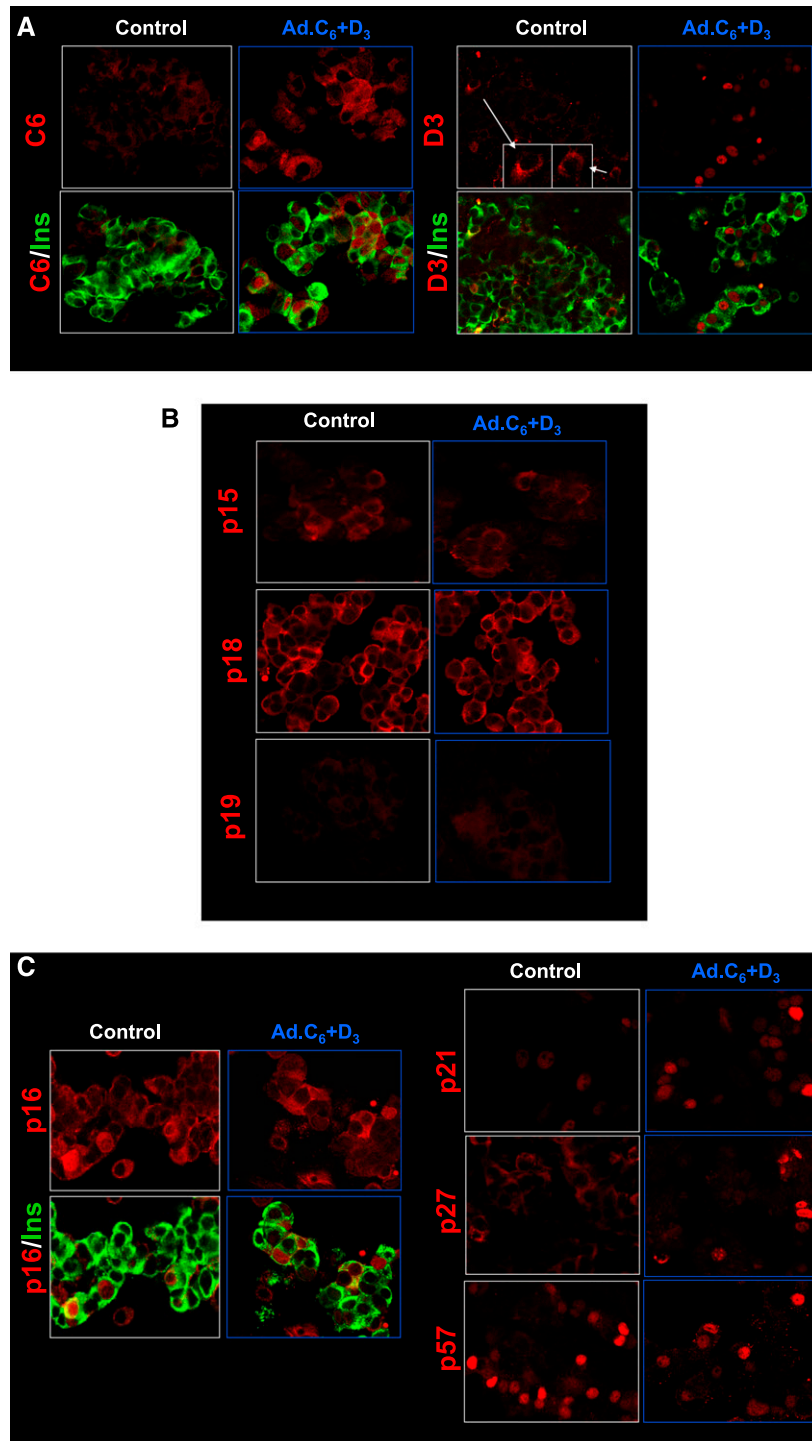 A
Control
Ad.C6+D3
Control
Ad.C6+D3
C6
D3
C6/Ins
D3/Ins
B
Control
Ad.C6+D3
p15
p18
p19
C
Control
Ad.C6+D3
p16
p16/Ins
Control
Ad.C6+D3
p21
p27
p57